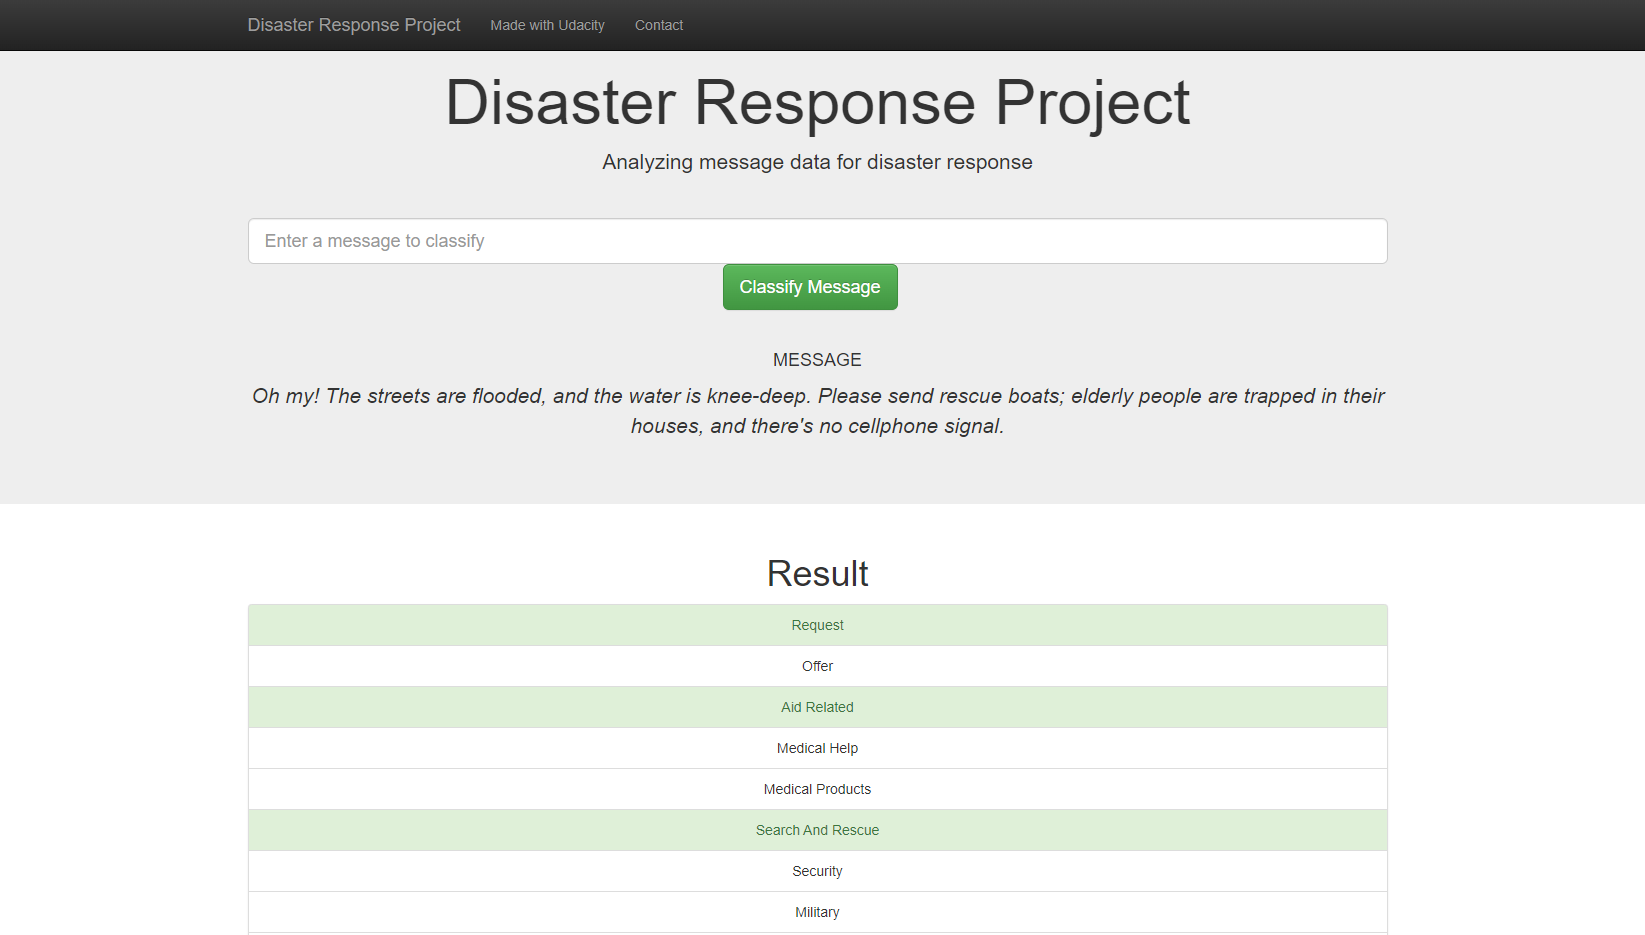 Disaster Response Project Made with Udacity Contact
Disaster Response Project
Analyzing message data for disaster response
Enter a message to classify
Classify Message
MESSAGE
Oh my! The streets are flooded, and the water is knee-deep. Please send rescue boats; elderly people are trapped in their
houses, and there's no cellphone signal.
Result
Request
Offer
Aid Related
Medical Help
Medical Products
Search And Rescue
Security
Military